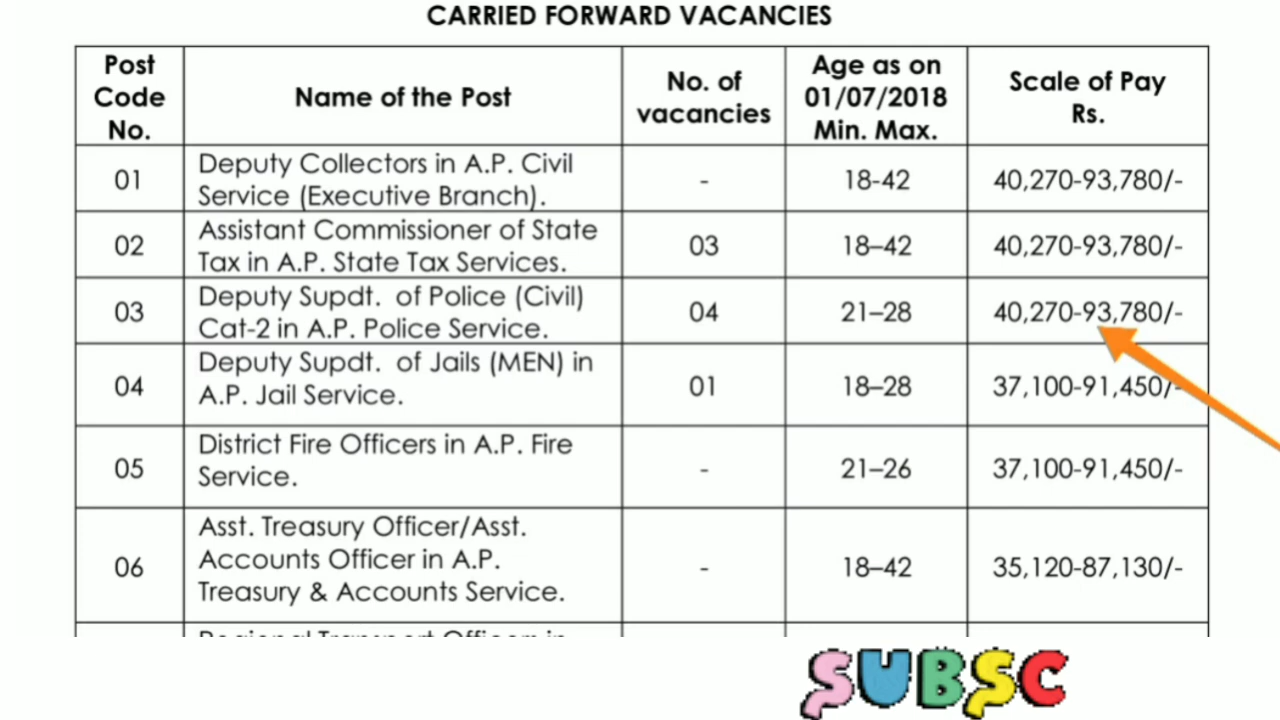 CARRIED FORWARD VACANCIES
Post Code No. Name of the Post No. of vacancies Age as on 01/07/2018 Min. Max. Scale of Pay Rs.
01 Deputy Collectors in A.P. Civil Service (Executive Branch). - 18-42 40,270-93,780/-
02 Assistant Commissioner of State Tax in A.P. State Tax Services. 03 18–42 40,270-93,780/-
03 Deputy Supdt. of Police (Civil) Cat-2 in A.P. Police Service. 04 21–28 40,270-93,780/-
04 Deputy Supdt. of Jails (MEN) in A.P. Jail Service. 01 18–28 37,100-91,450/-
05 District Fire Officers in A.P. Fire Service. - 21–26 37,100-91,450/-
06 Asst. Treasury Officer/Asst. Accounts Officer in A.P. Treasury & Accounts Service. - 18–42 35,120-87,130/-
Regional Transport Officers in
SUBSC